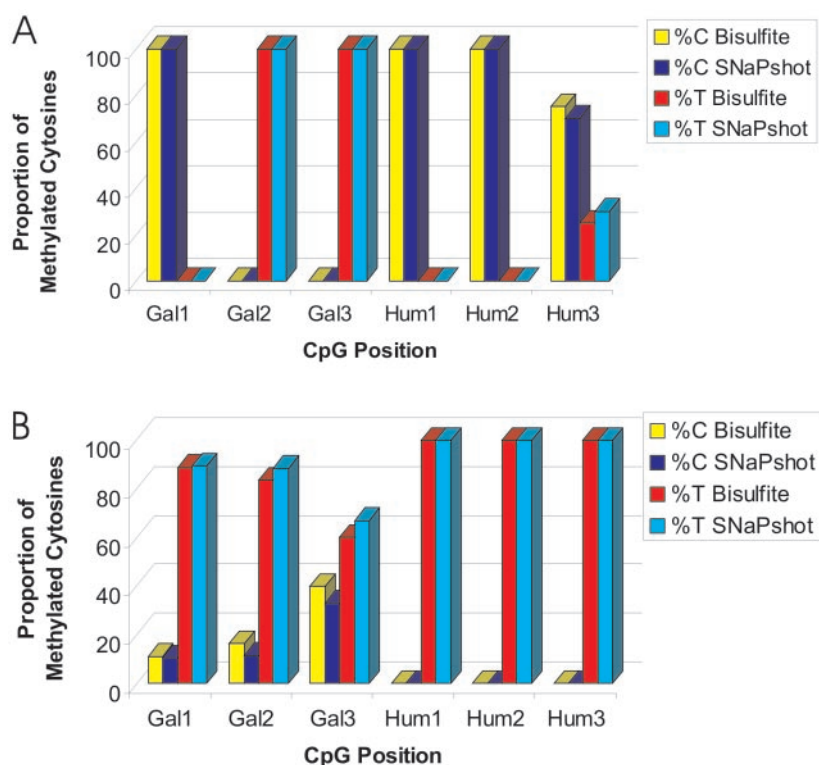 A
%C Bisulfite
%C SNaPshot
%T Bisulfite
%T SNaPshot
Proportion of
Methylated Cytosines
100
80
60
40
20
0
Gal1 Gal2 Gal3 Hum1 Hum2 Hum3
CpG Position
B
%C Bisulfite
%C SNaPshot
%T Bisulfite
%T SNaPshot
Proportion of
Methylated Cytosines
100
80
60
40
20
0
Gal1 Gal2 Gal3 Hum1 Hum2 Hum3
CpG Position